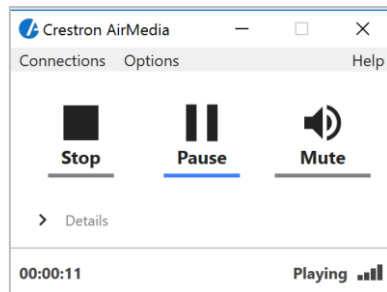 Crestron AirMedia
Connections Options Help
Stop Pause Mute
Details
00:00:11 Playing